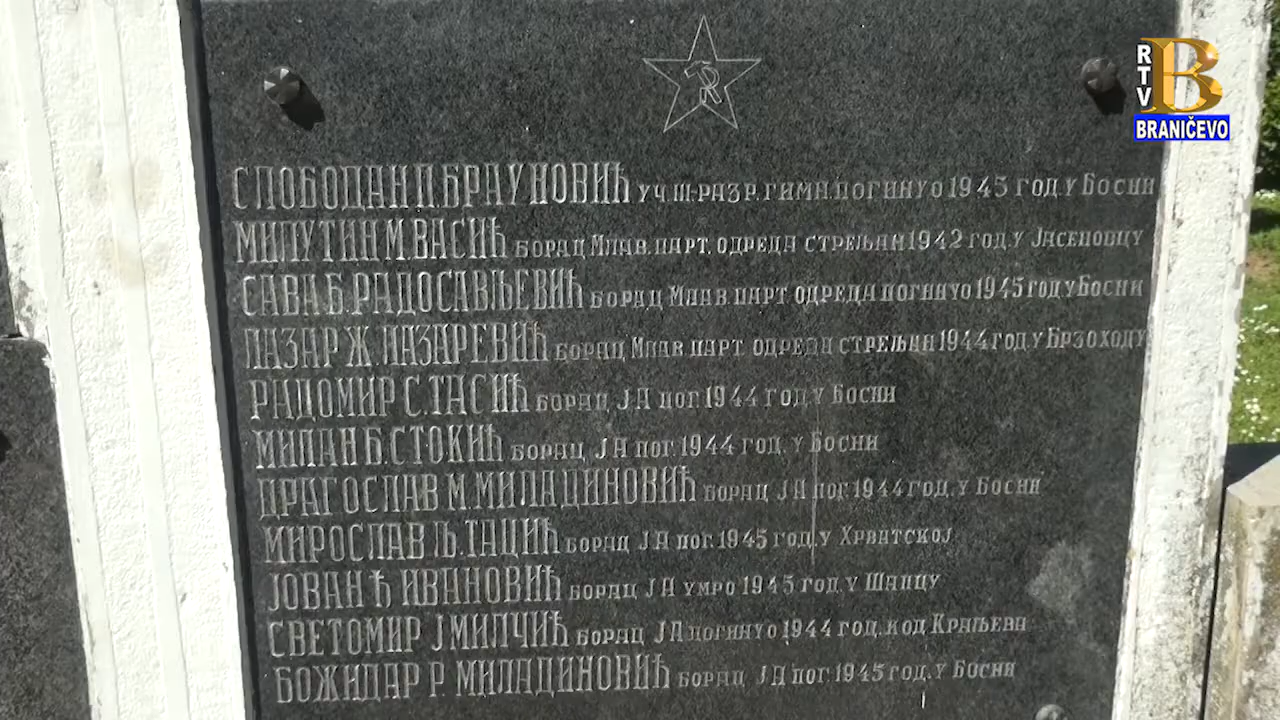 RTV
B
BRANIČEVO
СЛОБОДАН Д. БРАУНОВИЋ УЧ. III. РАЗР. ГИМН. ПОГИНУО 1945 ГОД У БОСНИ
МИЛУТИН М. ВАСИЋ БОРАЦ МЛАВ. ПАРТ. ОДРЕДА СТРЕЉАН 1942 ГОД. У ЈАСЕНОВЦУ
САВА Б. РАДОСАВЉЕВИЋ БОРАЦ МЛАВ. ПАРТ. ОДРЕДА ПОГИНУО 1945 ГОД У БОСНИ
ЛАЗАР Ж. ЛАЗАРЕВИЋ БОРАЦ МЛАВ. ПАРТ. ОДРЕДА СТРЕЉАН 1944 ГОД. У БРЗОХОДУ
РАДОМИР С. ТАСИЋ БОРАЦ ЈА ПОГ. 1944 ГОД. У БОСНИ
МИЛАН Б. СТОКИЋ БОРАЦ ЈА ПОГ. 1944 ГОД. У БОСНИ
ДРАГОСЛАВ М. МИЛАДИНОВИЋ БОРАЦ ЈА ПОГ. 1944 ГОД. У БОСНИ
МИРОСЛАВ Љ. ТАЦИЋ БОРАЦ ЈА ПОГ. 1945 ГОД. У ХРВАТСКОЈ
ЈОВАН Ђ ИВАНОВИЋ БОРАЦ ЈА УМРО 1945 ГОД. У ШАПЦУ
СВЕТОМИР Ј МИЛЧИЋ БОРАЦ ЈА ПОГИНУО 1944 ГОД. КОД КРАЉЕВА
БОЖИДАР Р. МИЛАДИНОВИЋ БОРАЦ ЈА ПОГ. 1945 ГОД. У БОСНИ